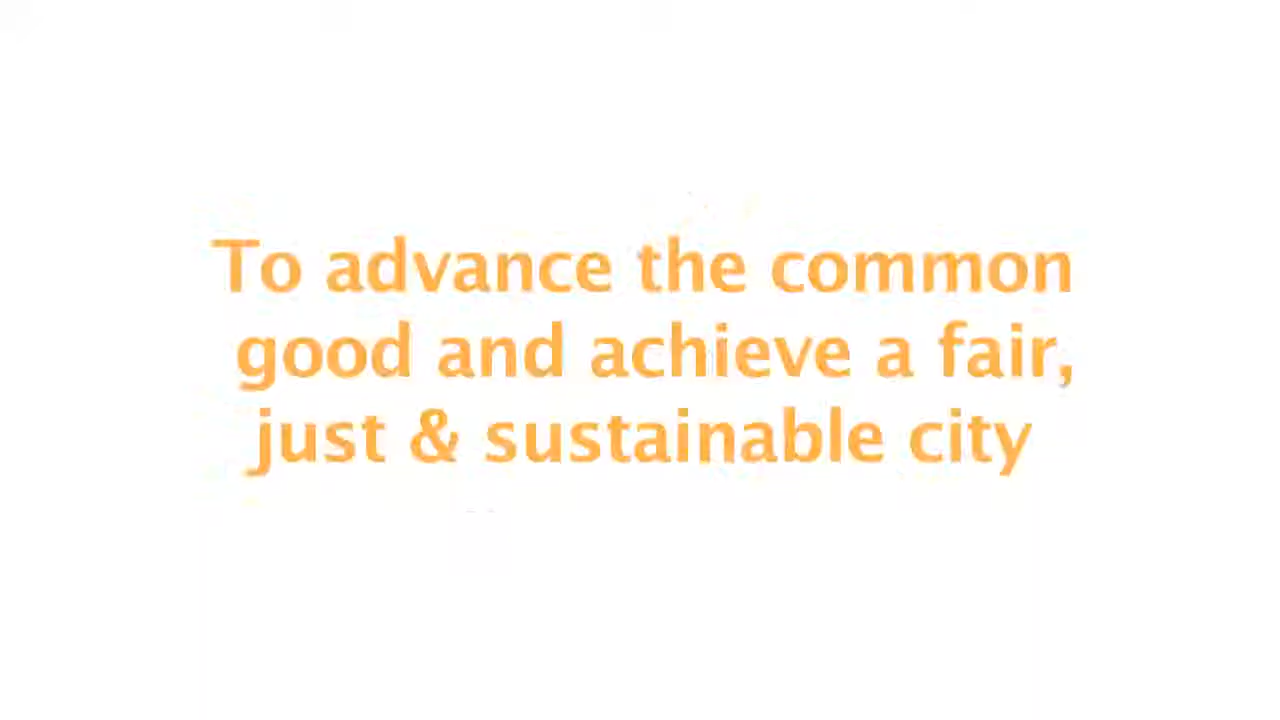 To advance the common
good and achieve a fair,
just & sustainable city